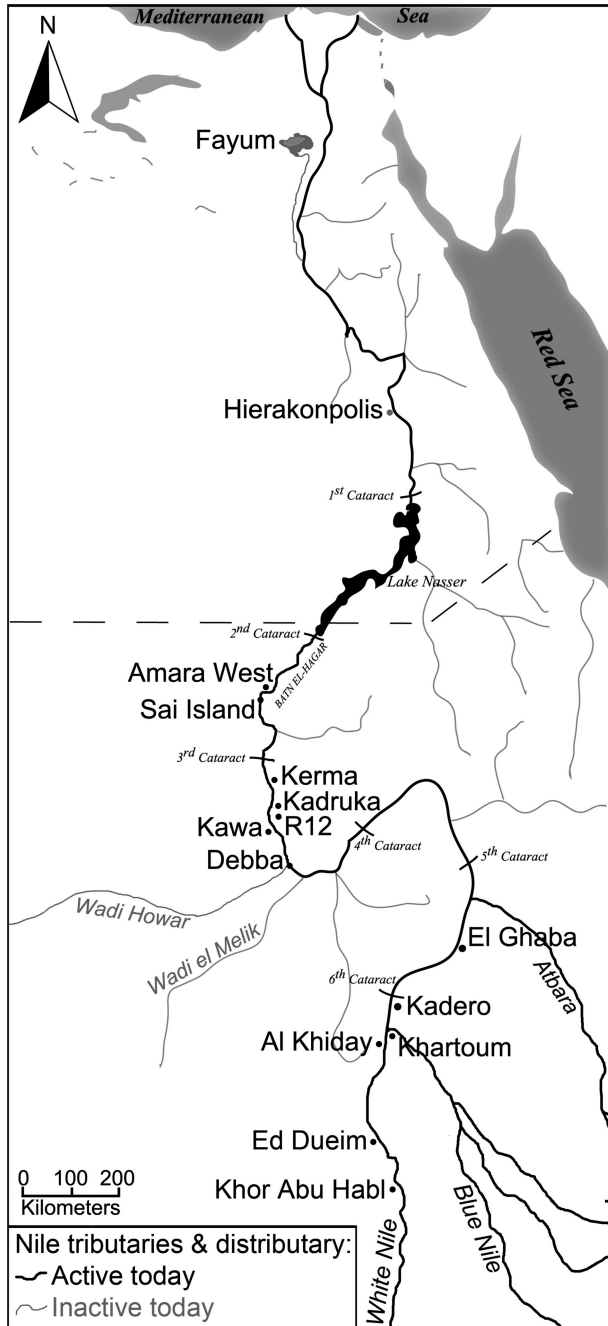 Mediterranean Sea
N
Fayum
Red Sea
Hierakonpolis
1st Cataract
Lake Nasser
2nd Cataract
BATN EL-HAGAR
Amara West
Sai Island
3rd Cataract
Kerma
Kadruka
R12
Kawa
4th Cataract
5th Cataract
Debba
Wadi Howar
Wadi el Melik
El Ghaba
Atbara
6th Cataract
Kadero
Al Khiday
Khartoum
Ed Dueim
Khor Abu Habl
White Nile
Blue Nile
0 100 200
Kilometers
Nile tributaries & distributary:
Active today
Inactive today